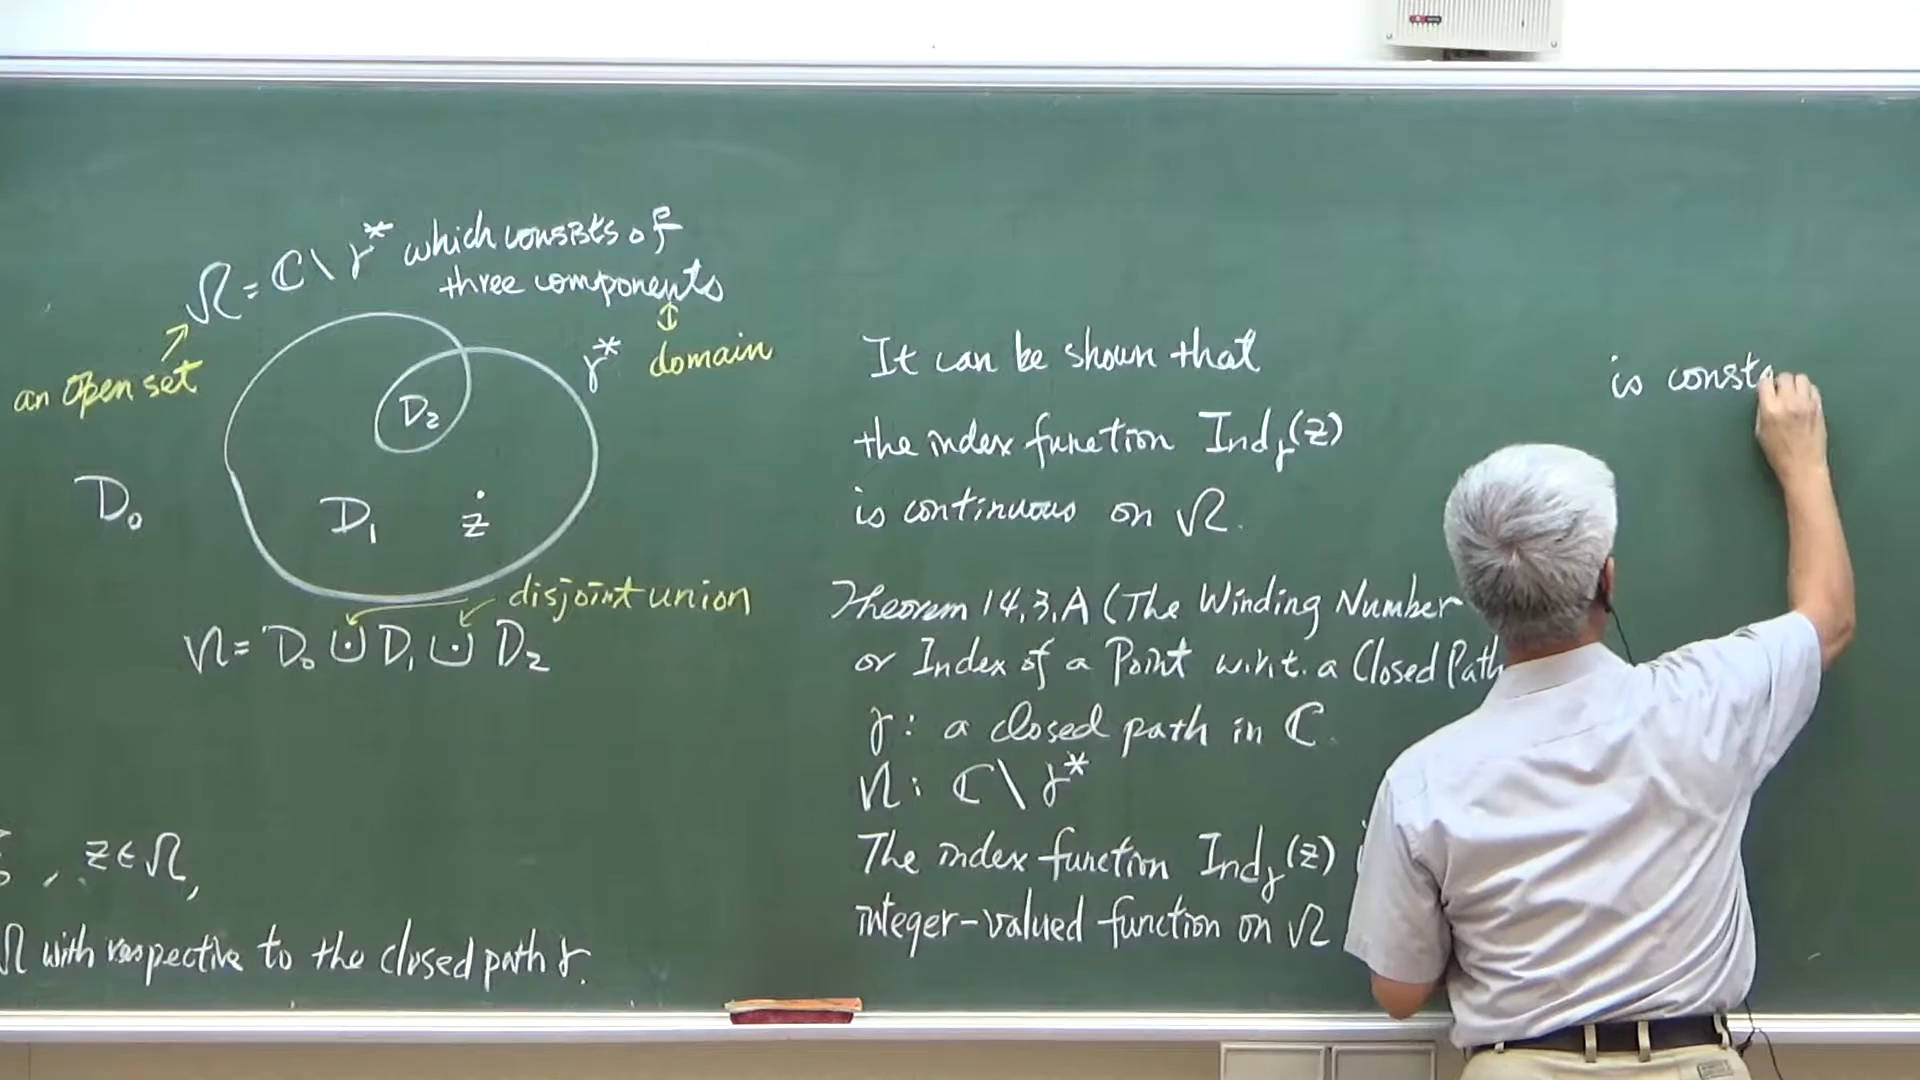 Ω = ℂ \ γ* which consists of
three components
↕
an open set
γ* domain
D₂
D₀
D₁ ż
disjoint union
Ω = D₀ ⊍ D₁ ⊍ D₂
, z ∈ Ω,
Ω with respective to the closed path γ.
It can be shown that
the index function Ind_γ(z)
is continuous on Ω.
Theorem 14.3.A (The Winding Number
or Index of a Point w.r.t. a Closed Path
γ: a closed path in ℂ.
Ω: ℂ \ γ*
The index function Ind_γ(z)
integer-valued function on Ω
is const